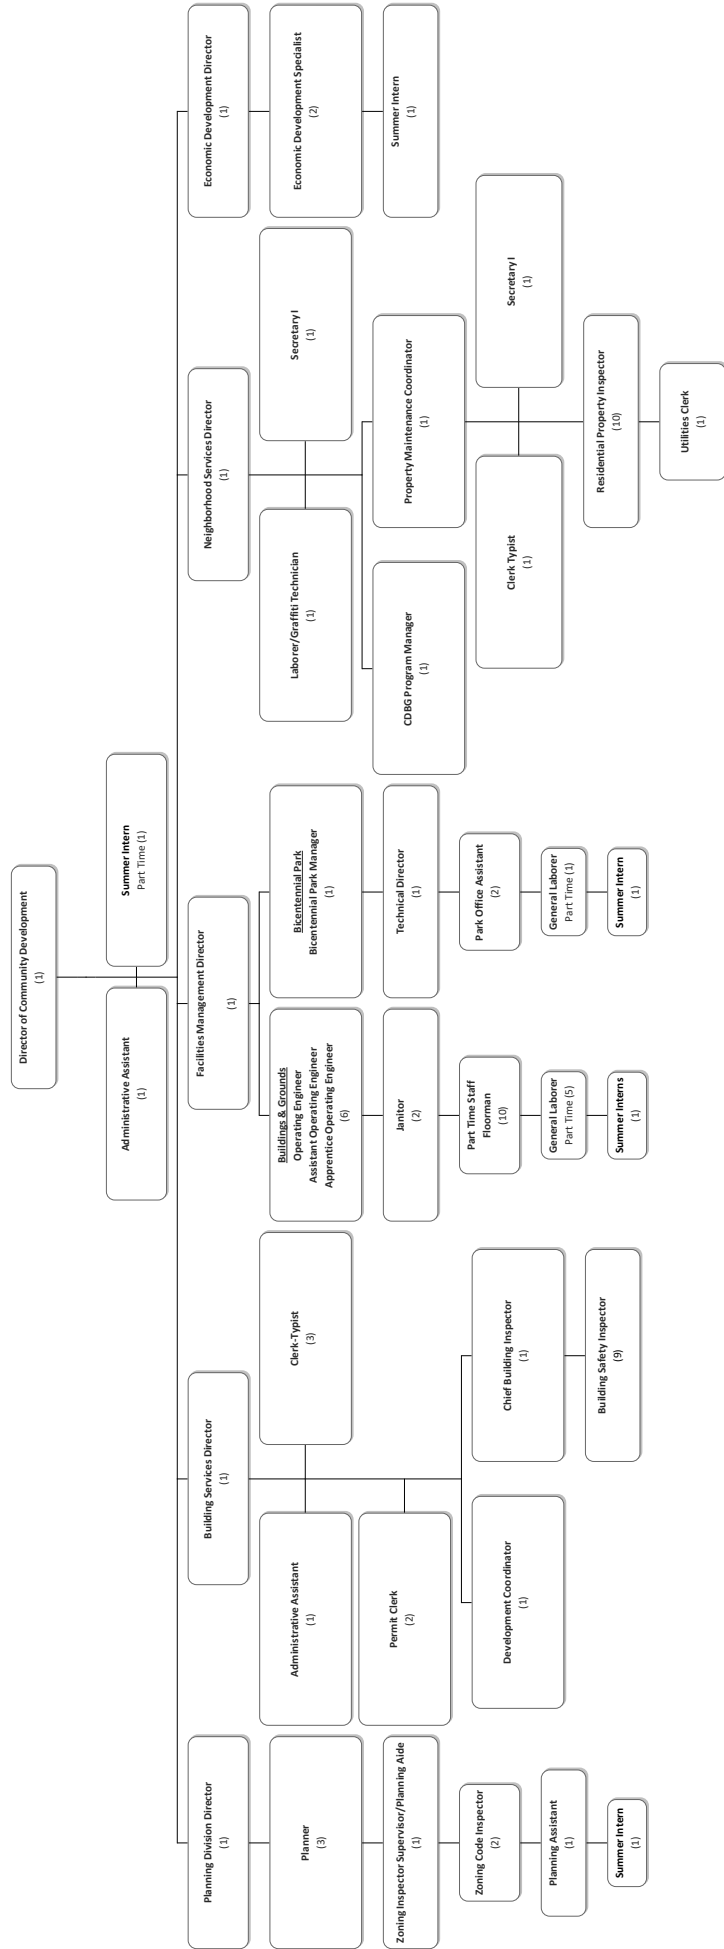 Director of Community Development
(1)
Administrative Assistant
(1)
Summer Intern
Part Time (1)
Planning Division Director
(1)
Planner
(3)
Zoning Inspector Supervisor/Planning Aide
(1)
Zoning Code Inspector
(2)
Planning Assistant
(1)
Summer Intern
(1)
Building Services Director
(1)
Administrative Assistant
(1)
Clerk-Typist
(3)
Permit Clerk
(2)
Development Coordinator
(1)
Chief Building Inspector
(1)
Building Safety Inspector
(9)
Facilities Management Director
(1)
Buildings & Grounds
Operating Engineer
Assistant Operating Engineer
Apprentice Operating Engineer
(6)
Janitor
(2)
Part Time Staff
Floorman
(10)
General Laborer
Part Time (5)
Summer Interns
(1)
Bicentennial Park
Bicentennial Park Manager
(1)
Technical Director
(1)
Park Office Assistant
(2)
General Laborer
Part Time (1)
Summer Intern
(1)
Neighborhood Services Director
(1)
Laborer/Graffiti Technician
(1)
Secretary I
(1)
CDBG Program Manager
(1)
Property Maintenance Coordinator
(1)
Clerk Typist
(1)
Secretary I
(1)
Residential Property Inspector
(10)
Utilities Clerk
(1)
Economic Development Director
(1)
Economic Development Specialist
(2)
Summer Intern
(1)